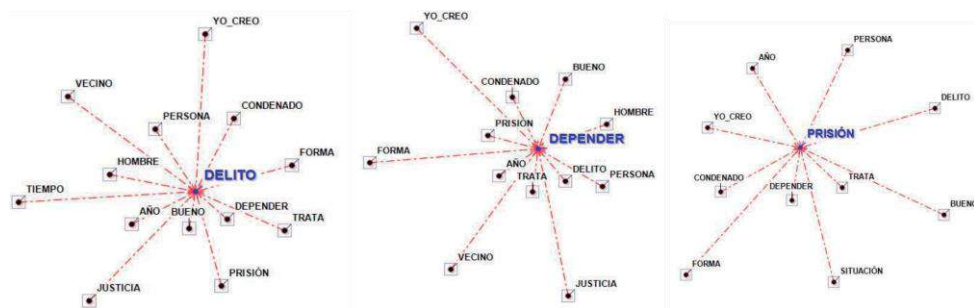 YO_CREO
VECINO
CONDENADO
PERSONA
FORMA
HOMBRE
DELITO
TIEMPO
AÑO
BUENO
DEPENDER
TRATA
PRISIÓN
JUSTICIA
YO_CREO
BUENO
CONDENADO
HOMBRE
PRISIÓN
DEPENDER
FORMA
AÑO
TRATA
DELITO
PERSONA
VECINO
JUSTICIA
PERSONA
AÑO
DELITO
YO_CREO
PRISIÓN
CONDENADO
DEPENDER
TRATA
BUENO
FORMA
SITUACIÓN